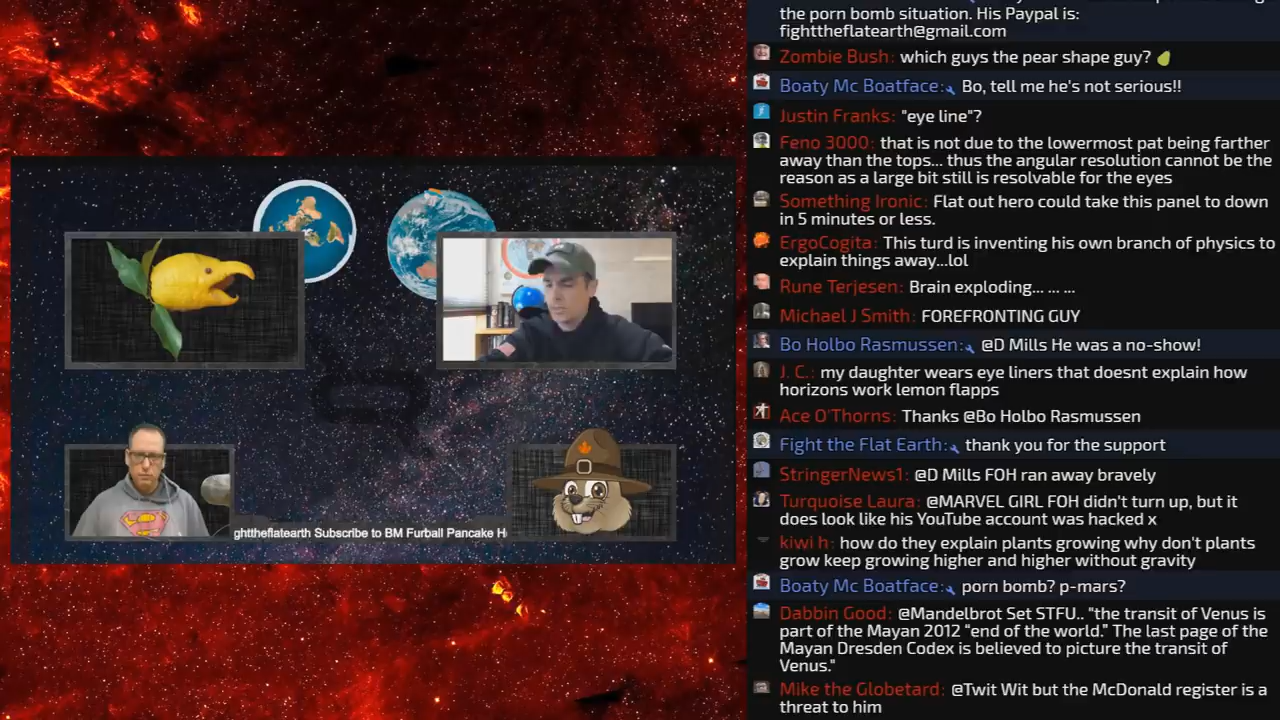 the porn bomb situation. His Paypal is:
fighttheflatearth@gmail.com
Zombie Bush: which guys the pear shape guy?
Boaty Mc Boatface: Bo, tell me he's not serious!!
Justin Franks: "eye line"?
Feno 3000: that is not due to the lowermost pat being farther
away than the tops... thus the angular resolution cannot be the
reason as a large bit still is resolvable for the eyes
Something Ironic: Flat out hero could take this panel to down
in 5 minutes or less.
ErgoCogita: This turd is inventing his own branch of physics to
explain things away...lol
Rune Terjesen: Brain exploding... ... ...
Michael J Smith: FOREFRONTING GUY
Bo Holbo Rasmussen: @D Mills He was a no-show!
J. C.: my daughter wears eye liners that doesnt explain how
horizons work lemon flapps
Ace O'Thorns: Thanks @Bo Holbo Rasmussen
Fight the Flat Earth: thank you for the support
StringerNews1: @D Mills FOH ran away bravely
Turquoise Laura: @MARVEL GIRL FOH didn't turn up, but it
does look like his YouTube account was hacked x
kiwi h: how do they explain plants growing why don't plants
grow keep growing higher and higher without gravity
Boaty Mc Boatface: porn bomb? p-mars?
Dabbin Good: @Mandelbrot Set STFU.. "the transit of Venus is
part of the Mayan 2012 "end of the world." The last page of the
Mayan Dresden Codex is believed to picture the transit of
Venus."
Mike the Globetard: @Twit Wit but the McDonald register is a
threat to him
ghttheflatearth Subscribe to BM Furball Pancake H